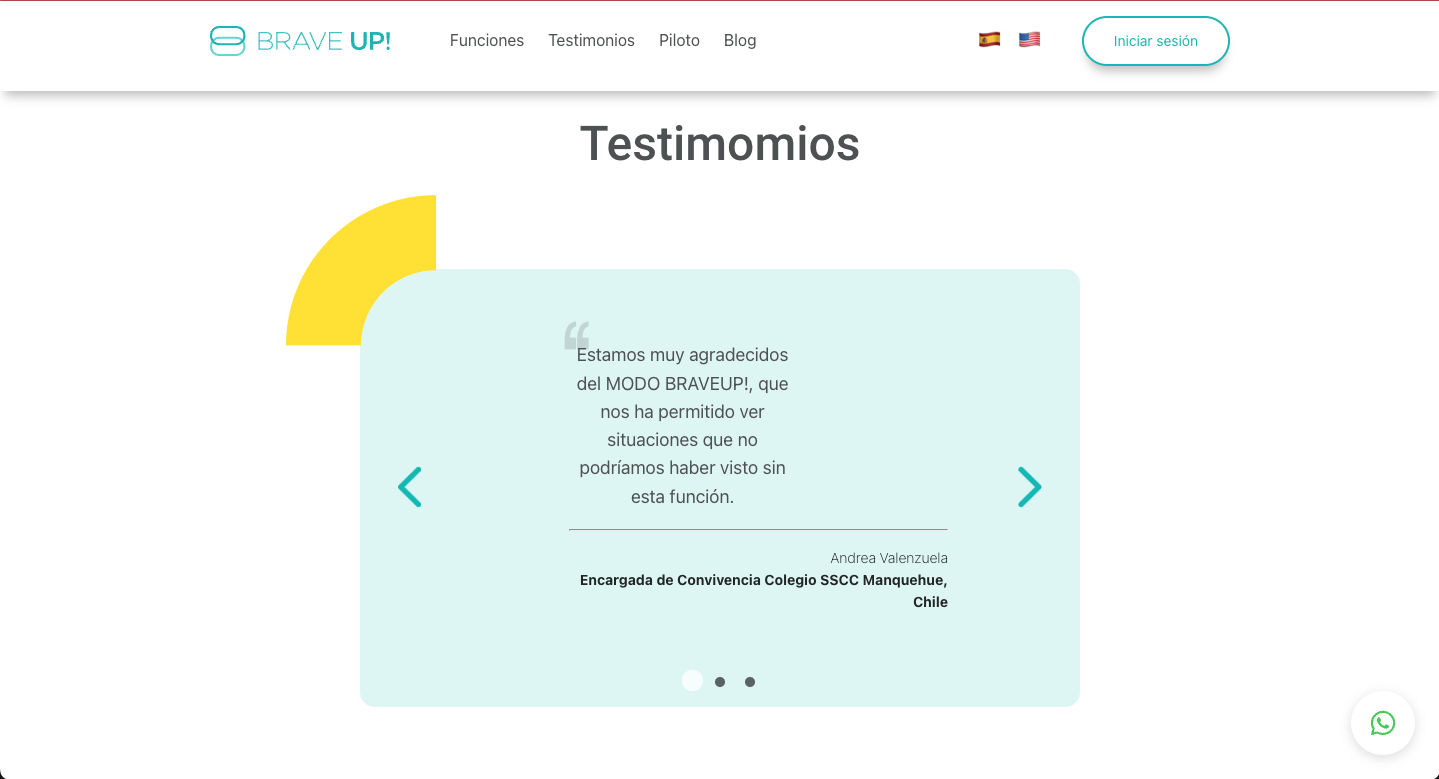 BRAVE UP!
Funciones
Testimonios
Piloto
Blog
Iniciar sesión
Testimomios
“
Estamos muy agradecidos
del MODO BRAVEUP!, que
nos ha permitido ver
situaciones que no
podríamos haber visto sin
esta función.
Andrea Valenzuela
Encargada de Convivencia Colegio SSCC Manquehue,
Chile